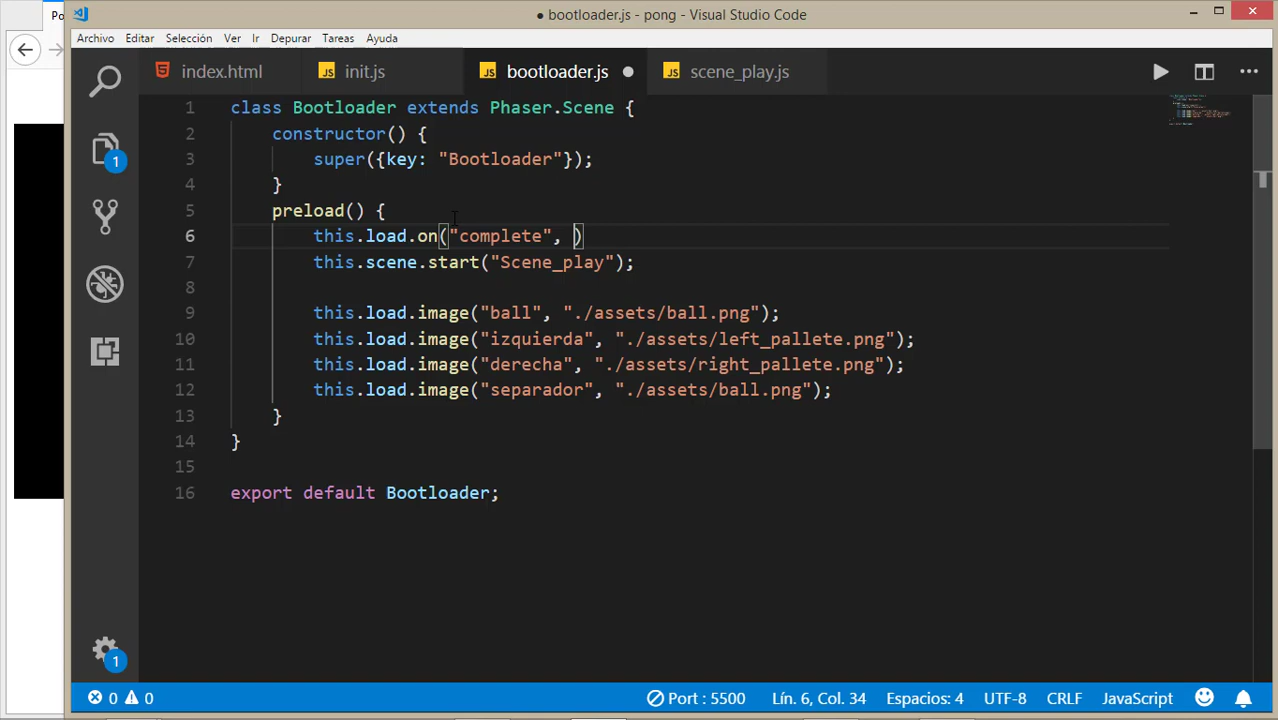 Po
● bootloader.js - pong - Visual Studio Code
Archivo Editar Selección Ver Ir Depurar Tareas Ayuda
index.html JS init.js JS bootloader.js ● JS scene_play.js
1 class Bootloader extends Phaser.Scene {
2 constructor() {
3 super({key: "Bootloader"});
4 }
5 preload() {
6 this.load.on("complete", )
7 this.scene.start("Scene_play");
8
9 this.load.image("ball", "./assets/ball.png");
10 this.load.image("izquierda", "./assets/left_pallete.png");
11 this.load.image("derecha", "./assets/right_pallete.png");
12 this.load.image("separador", "./assets/ball.png");
13 }
14 }
15
16 export default Bootloader;
1
1
0 0 Port : 5500 Lín. 6, Col. 34 Espacios: 4 UTF-8 CRLF JavaScript